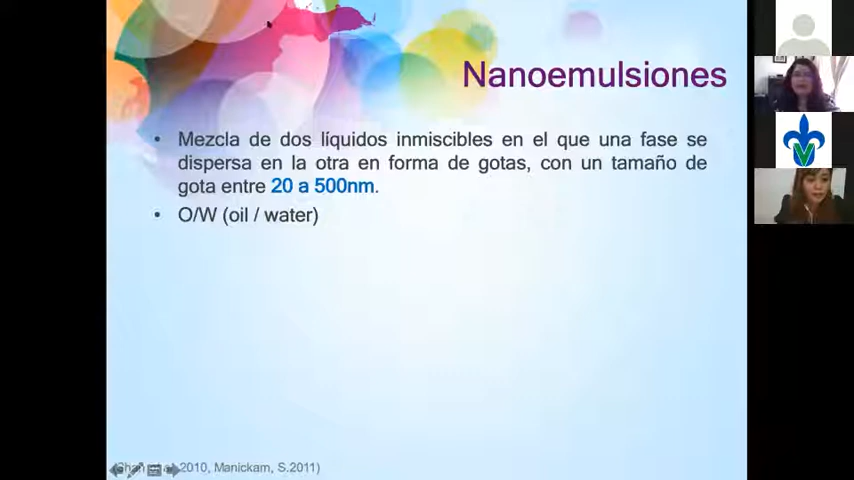 Nanoemulsiones
• Mezcla de dos líquidos inmiscibles en el que una fase se
dispersa en la otra en forma de gotas, con un tamaño de
gota entre 20 a 500nm.
• O/W (oil / water)
2010, Manickam, S.2011)